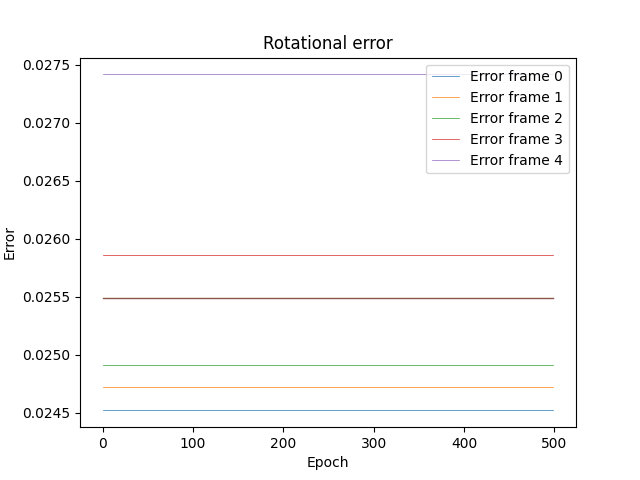 Rotational error
0.0275
0.0270
0.0265
0.0260
0.0255
0.0250
0.0245
Error
Error frame 0
Error frame 1
Error frame 2
Error frame 3
Error frame 4
0 100 200 300 400 500
Epoch